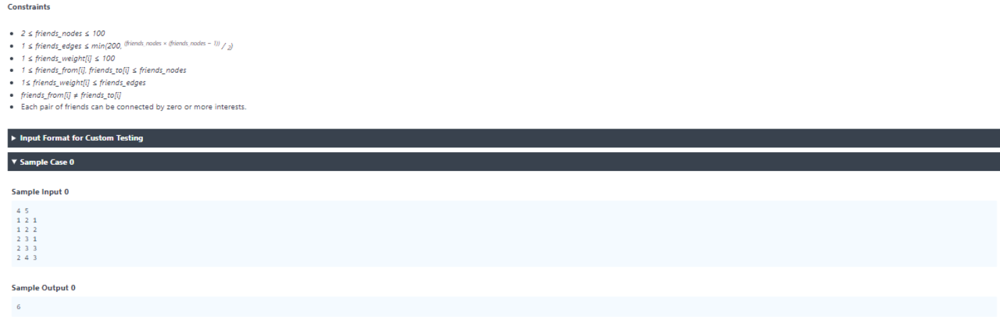 Constraints
• 2 ≤ friends_nodes ≤ 100
• 1 ≤ friends_edges ≤ min(200, (friends_nodes × (friends_nodes − 1)) / 2)
• 1 ≤ friends_weight[i] ≤ 100
• 1 ≤ friends_from[i], friends_to[i] ≤ friends_nodes
• 1≤ friends_weight[i] ≤ friends_edges
• friends_from[i] ≠ friends_to[i]
• Each pair of friends can be connected by zero or more interests.
▶ Input Format for Custom Testing
▼ Sample Case 0
Sample Input 0
4 5
1 2 1
1 2 2
2 3 1
2 3 3
2 4 3
Sample Output 0
6